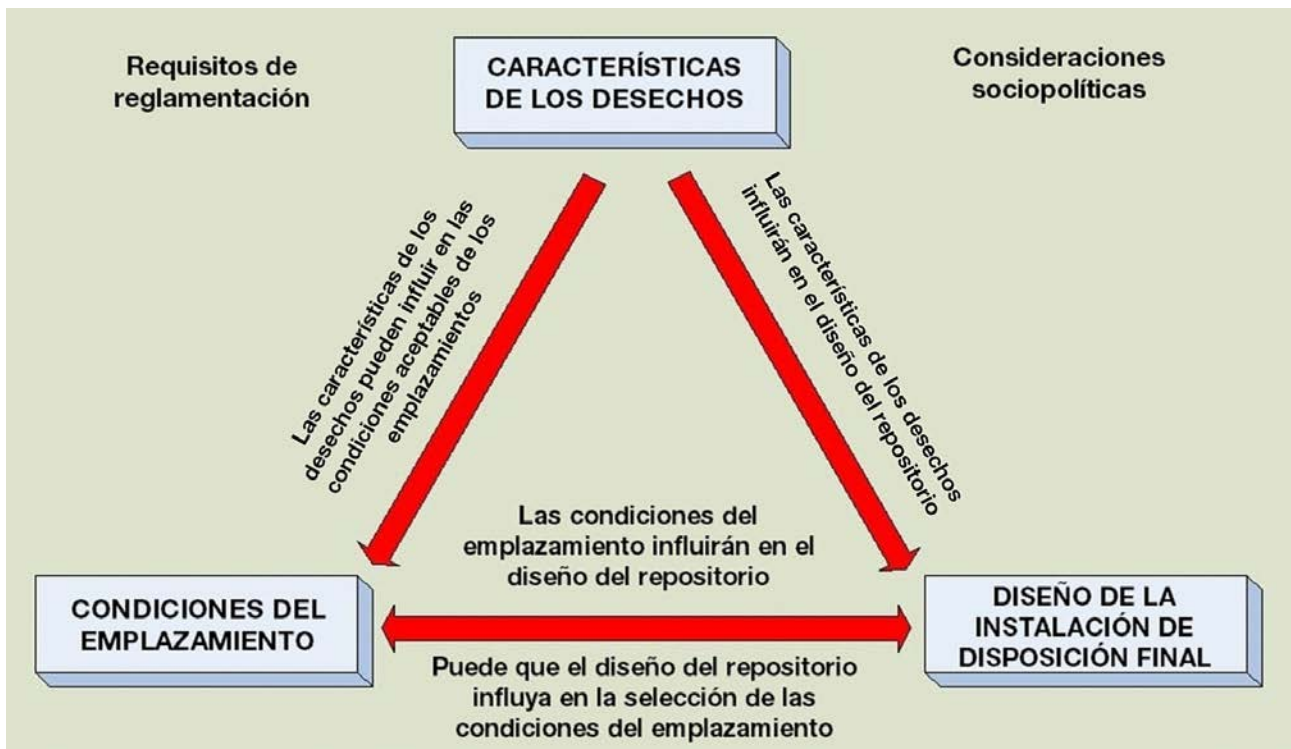 Requisitos de
reglamentación
CARACTERÍSTICAS
DE LOS DESECHOS
Consideraciones
sociopolíticas
Las características de los
desechos pueden influir en las
condiciones aceptables de los
emplazamientos
Las características de los desechos
influirán en el diseño del repositorio
Las condiciones del
emplazamiento influirán en el
diseño del repositorio
CONDICIONES DEL
EMPLAZAMIENTO
DISEÑO DE LA
INSTALACIÓN DE
DISPOSICIÓN FINAL
Puede que el diseño del repositorio
influya en la selección de las
condiciones del emplazamiento